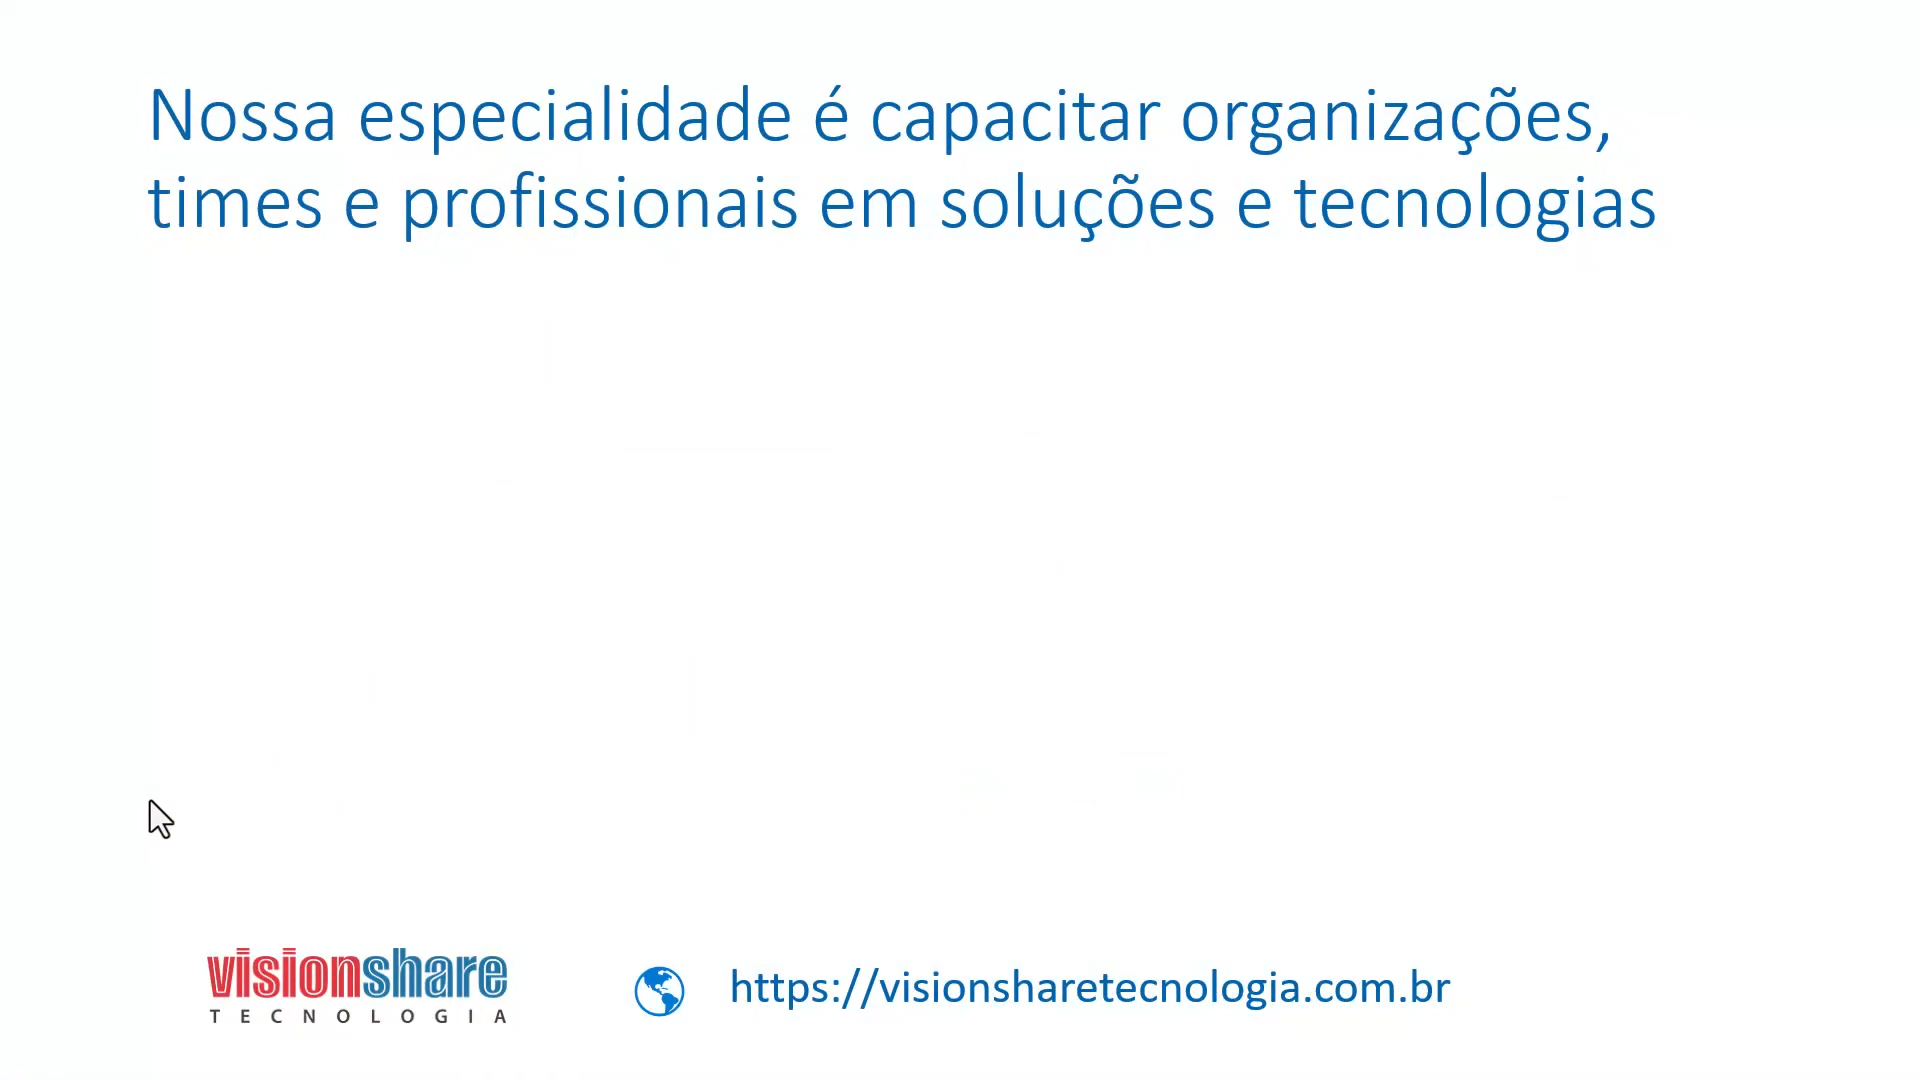 Nossa especialidade é capacitar organizações,
times e profissionais em soluções e tecnologias
visionshare
TECNOLOGIA
https://visionsharetecnologia.com.br